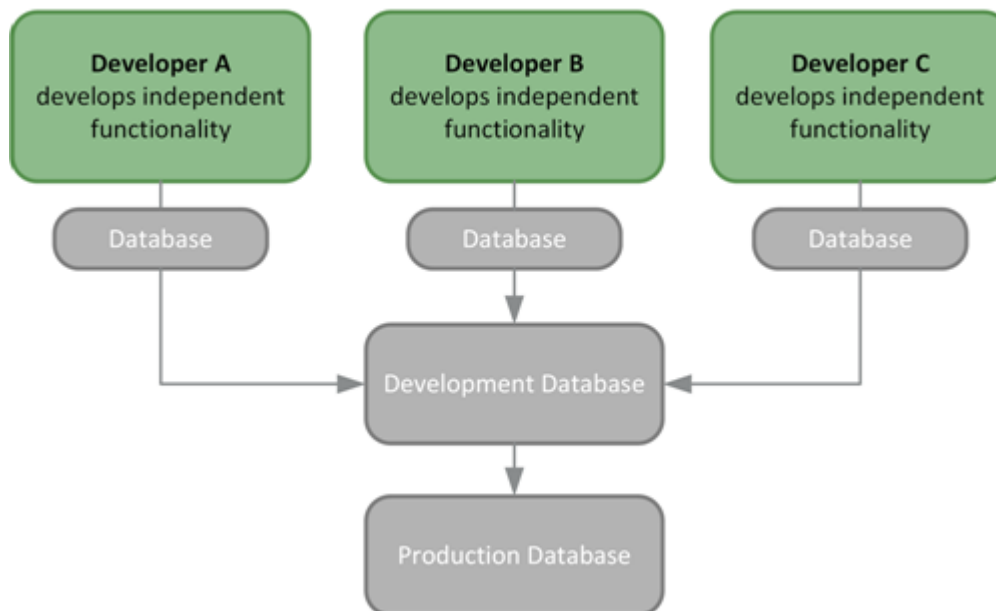 Developer A
develops independent
functionality
Developer B
develops independent
functionality
Developer C
develops independent
functionality
Database
Database
Database
Development Database
Production Database